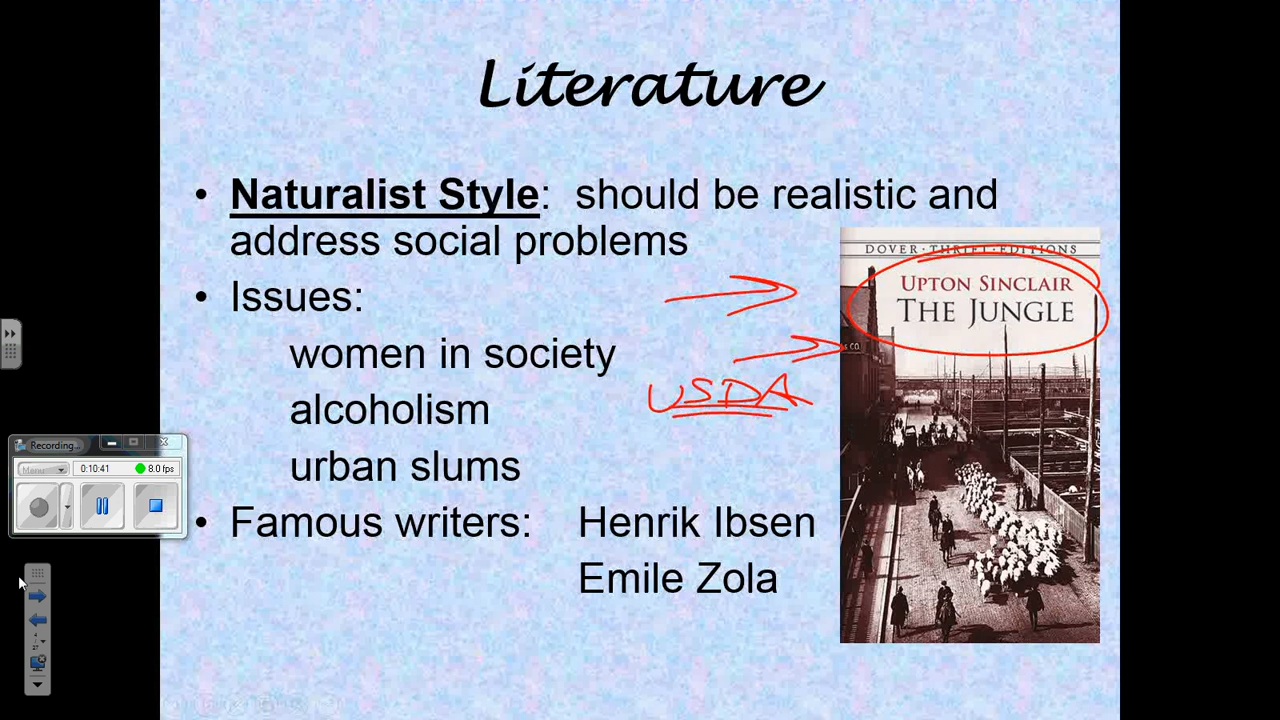 Literature
• Naturalist Style: should be realistic and
address social problems
• Issues:
women in society
alcoholism
urban slums
• Famous writers: Henrik Ibsen
Emile Zola
USDA
DOVER · THRIFT · EDITIONS
UPTON SINCLAIR
THE JUNGLE
Recording...
Menu
0:10:41
8.0 fps